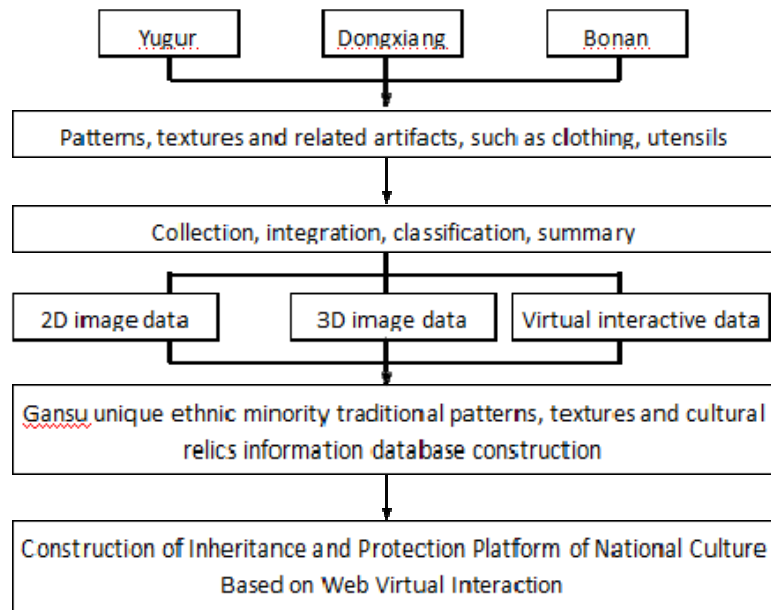 Yugur
Dongxiang
Bonan
Patterns, textures and related artifacts, such as clothing, utensils
Collection, integration, classification, summary
2D image data
3D image data
Virtual interactive data
Gansu unique ethnic minority traditional patterns, textures and cultural
relics information database construction
Construction of Inheritance and Protection Platform of National Culture
Based on Web Virtual Interaction